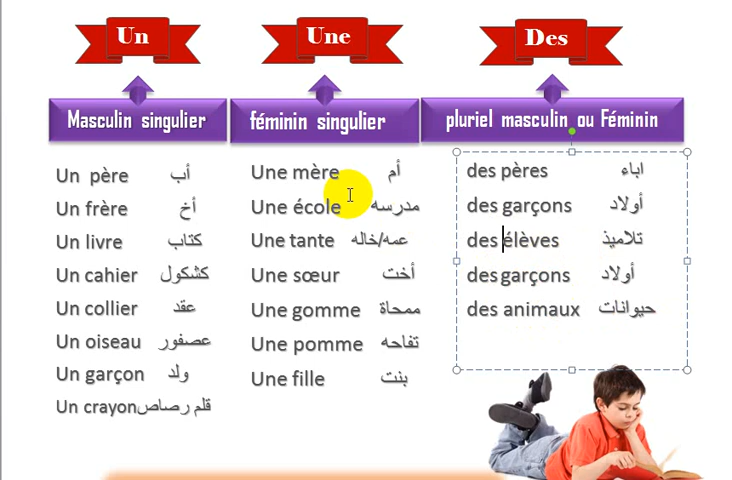 Un
Une
Des
Masculin singulier
féminin singulier
pluriel masculin ou Féminin
Un père أب
Un frère أخ
Un livre كتاب
Un cahier كشكول
Un collier عقد
Un oiseau عصفور
Un garçon ولد
Un crayon قلم رصاص
Une mère أم
Une école مدرسه
Une tante عمه/خاله
Une sœur أخت
Une gomme ممحاة
Une pomme تفاحه
Une fille بنت
des pères اباء
des garçons أولاد
des élèves تلاميذ
des garçons أولاد
des animaux حيوانات